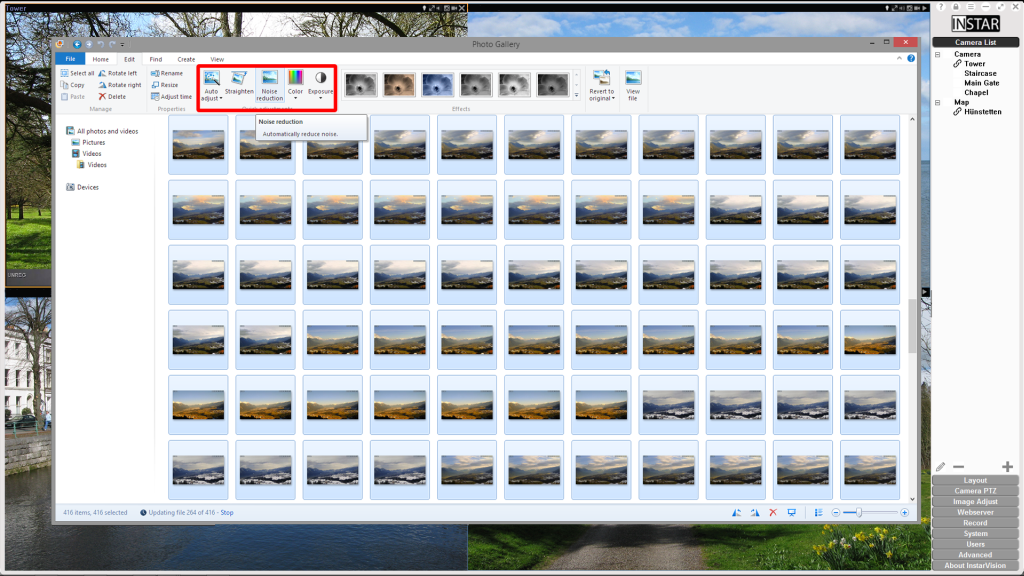 Tower
INSTAR
Photo Gallery
File Home Edit Find Create View
Camera List
Camera
Tower
Staircase
Main Gate
Chapel
Map
Hünstetten
Select all Rotate left
Copy Rotate right
Paste Delete
Manage
Rename
Resize
Adjust time
Properties
Auto adjust
Straighten
Noise reduction
Color
Exposure
Effects
Revert to original
View file
Noise reduction
Automatically reduce noise.
All photos and videos
Pictures
Videos
Videos
Devices
416 items, 416 selected Updating file 264 of 416 - Stop
Layout
Camera PTZ
Image Adjust
Webserver
Record
System
Users
Advanced
About InstarVision